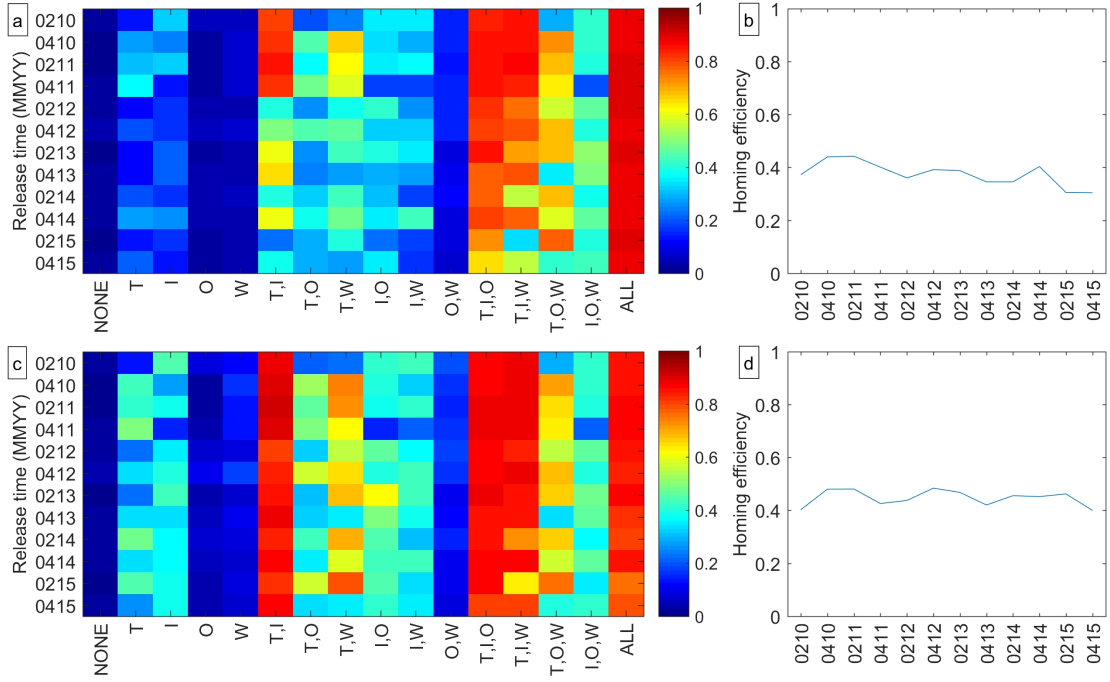 a
Release time (MMYY)
0210
0410
0211
0411
0212
0412
0213
0413
0214
0414
0215
0415
NONE
T
I
O
W
T,I
T,O
T,W
I,O
I,W
O,W
T,I,O
T,I,W
T,O,W
I,O,W
ALL
1
0.8
0.6
0.4
0.2
0
b
Homing efficiency
1
0.8
0.6
0.4
0.2
0
0210
0410
0211
0411
0212
0412
0213
0413
0214
0414
0215
0415
c
Release time (MMYY)
0210
0410
0211
0411
0212
0412
0213
0413
0214
0414
0215
0415
NONE
T
I
O
W
T,I
T,O
T,W
I,O
I,W
O,W
T,I,O
T,I,W
T,O,W
I,O,W
ALL
1
0.8
0.6
0.4
0.2
0
d
Homing efficiency
1
0.8
0.6
0.4
0.2
0
0210
0410
0211
0411
0212
0412
0213
0413
0214
0414
0215
0415